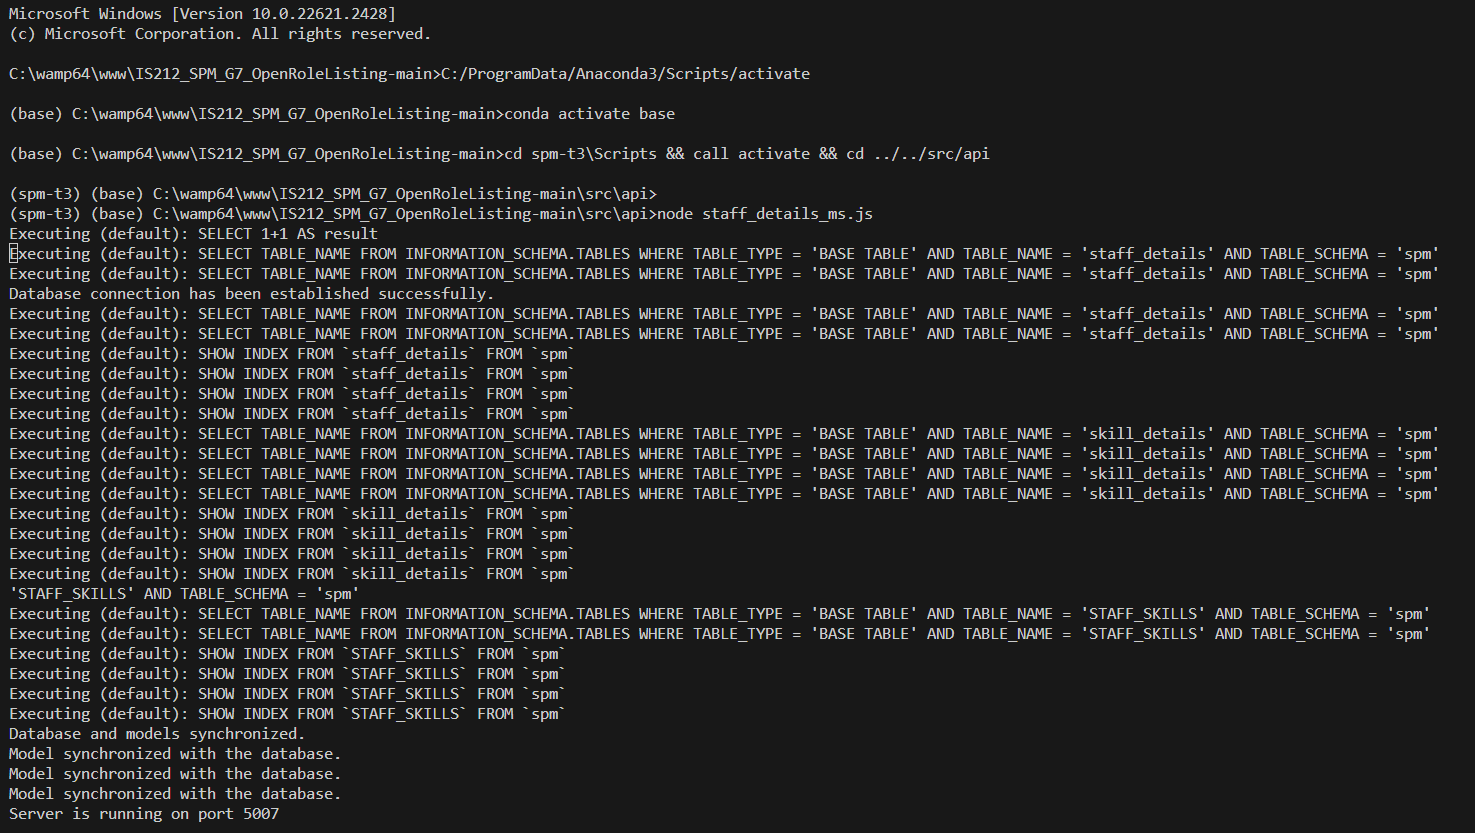 Microsoft Windows [Version 10.0.22621.2428]
(c) Microsoft Corporation. All rights reserved.
C:\wamp64\www\IS212_SPM_G7_OpenRoleListing-main>C:/ProgramData/Anaconda3/Scripts/activate
(base) C:\wamp64\www\IS212_SPM_G7_OpenRoleListing-main>conda activate base
(base) C:\wamp64\www\IS212_SPM_G7_OpenRoleListing-main>cd spm-t3\Scripts && call activate && cd ../../src/api
(spm-t3) (base) C:\wamp64\www\IS212_SPM_G7_OpenRoleListing-main\src\api>
(spm-t3) (base) C:\wamp64\www\IS212_SPM_G7_OpenRoleListing-main\src\api>node staff_details_ms.js
Executing (default): SELECT 1+1 AS result
Executing (default): SELECT TABLE_NAME FROM INFORMATION_SCHEMA.TABLES WHERE TABLE_TYPE = 'BASE TABLE' AND TABLE_NAME = 'staff_details' AND TABLE_SCHEMA = 'spm'
Executing (default): SELECT TABLE_NAME FROM INFORMATION_SCHEMA.TABLES WHERE TABLE_TYPE = 'BASE TABLE' AND TABLE_NAME = 'staff_details' AND TABLE_SCHEMA = 'spm'
Database connection has been established successfully.
Executing (default): SELECT TABLE_NAME FROM INFORMATION_SCHEMA.TABLES WHERE TABLE_TYPE = 'BASE TABLE' AND TABLE_NAME = 'staff_details' AND TABLE_SCHEMA = 'spm'
Executing (default): SELECT TABLE_NAME FROM INFORMATION_SCHEMA.TABLES WHERE TABLE_TYPE = 'BASE TABLE' AND TABLE_NAME = 'staff_details' AND TABLE_SCHEMA = 'spm'
Executing (default): SHOW INDEX FROM `staff_details` FROM `spm`
Executing (default): SHOW INDEX FROM `staff_details` FROM `spm`
Executing (default): SHOW INDEX FROM `staff_details` FROM `spm`
Executing (default): SHOW INDEX FROM `staff_details` FROM `spm`
Executing (default): SELECT TABLE_NAME FROM INFORMATION_SCHEMA.TABLES WHERE TABLE_TYPE = 'BASE TABLE' AND TABLE_NAME = 'skill_details' AND TABLE_SCHEMA = 'spm'
Executing (default): SELECT TABLE_NAME FROM INFORMATION_SCHEMA.TABLES WHERE TABLE_TYPE = 'BASE TABLE' AND TABLE_NAME = 'skill_details' AND TABLE_SCHEMA = 'spm'
Executing (default): SELECT TABLE_NAME FROM INFORMATION_SCHEMA.TABLES WHERE TABLE_TYPE = 'BASE TABLE' AND TABLE_NAME = 'skill_details' AND TABLE_SCHEMA = 'spm'
Executing (default): SELECT TABLE_NAME FROM INFORMATION_SCHEMA.TABLES WHERE TABLE_TYPE = 'BASE TABLE' AND TABLE_NAME = 'skill_details' AND TABLE_SCHEMA = 'spm'
Executing (default): SHOW INDEX FROM `skill_details` FROM `spm`
Executing (default): SHOW INDEX FROM `skill_details` FROM `spm`
Executing (default): SHOW INDEX FROM `skill_details` FROM `spm`
Executing (default): SHOW INDEX FROM `skill_details` FROM `spm`
'STAFF_SKILLS' AND TABLE_SCHEMA = 'spm'
Executing (default): SELECT TABLE_NAME FROM INFORMATION_SCHEMA.TABLES WHERE TABLE_TYPE = 'BASE TABLE' AND TABLE_NAME = 'STAFF_SKILLS' AND TABLE_SCHEMA = 'spm'
Executing (default): SELECT TABLE_NAME FROM INFORMATION_SCHEMA.TABLES WHERE TABLE_TYPE = 'BASE TABLE' AND TABLE_NAME = 'STAFF_SKILLS' AND TABLE_SCHEMA = 'spm'
Executing (default): SHOW INDEX FROM `STAFF_SKILLS` FROM `spm`
Executing (default): SHOW INDEX FROM `STAFF_SKILLS` FROM `spm`
Executing (default): SHOW INDEX FROM `STAFF_SKILLS` FROM `spm`
Executing (default): SHOW INDEX FROM `STAFF_SKILLS` FROM `spm`
Database and models synchronized.
Model synchronized with the database.
Model synchronized with the database.
Model synchronized with the database.
Server is running on port 5007